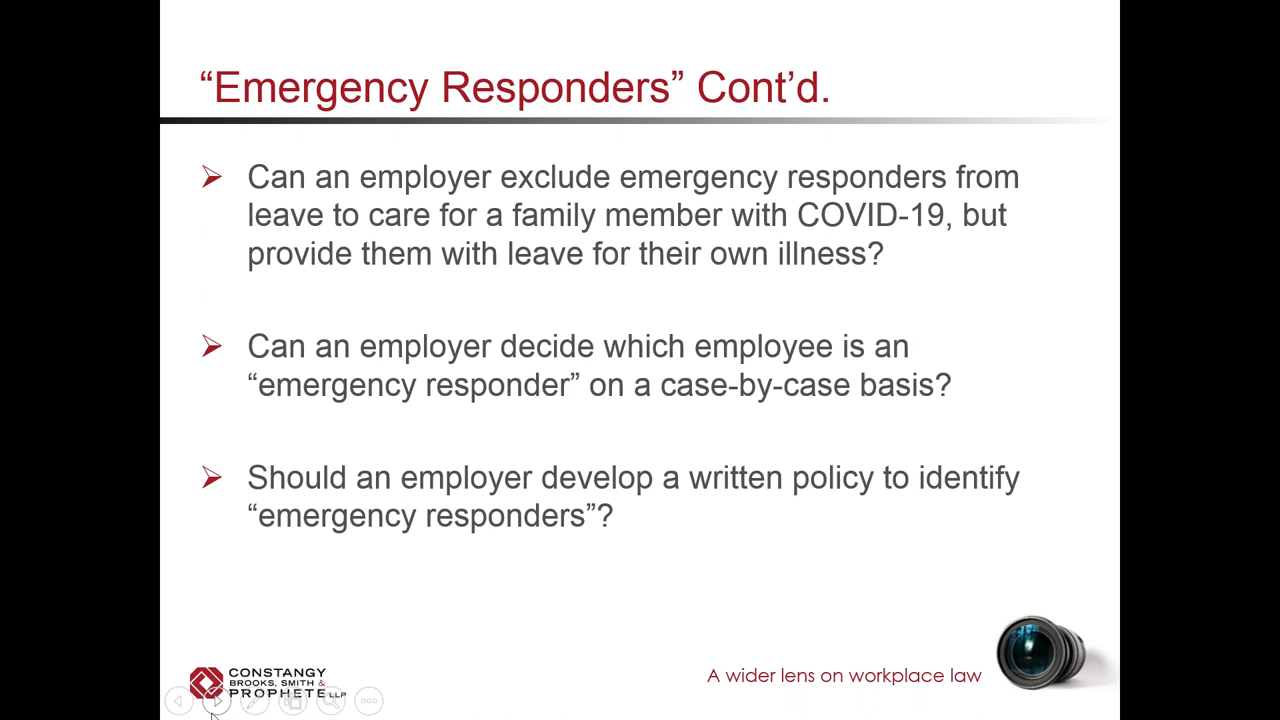 “Emergency Responders” Cont’d.
Can an employer exclude emergency responders from
leave to care for a family member with COVID-19, but
provide them with leave for their own illness?
Can an employer decide which employee is an
“emergency responder” on a case-by-case basis?
Should an employer develop a written policy to identify
“emergency responders”?
CONSTANGY
BROOKS, SMITH &
PROPHETE LLP
A wider lens on workplace law